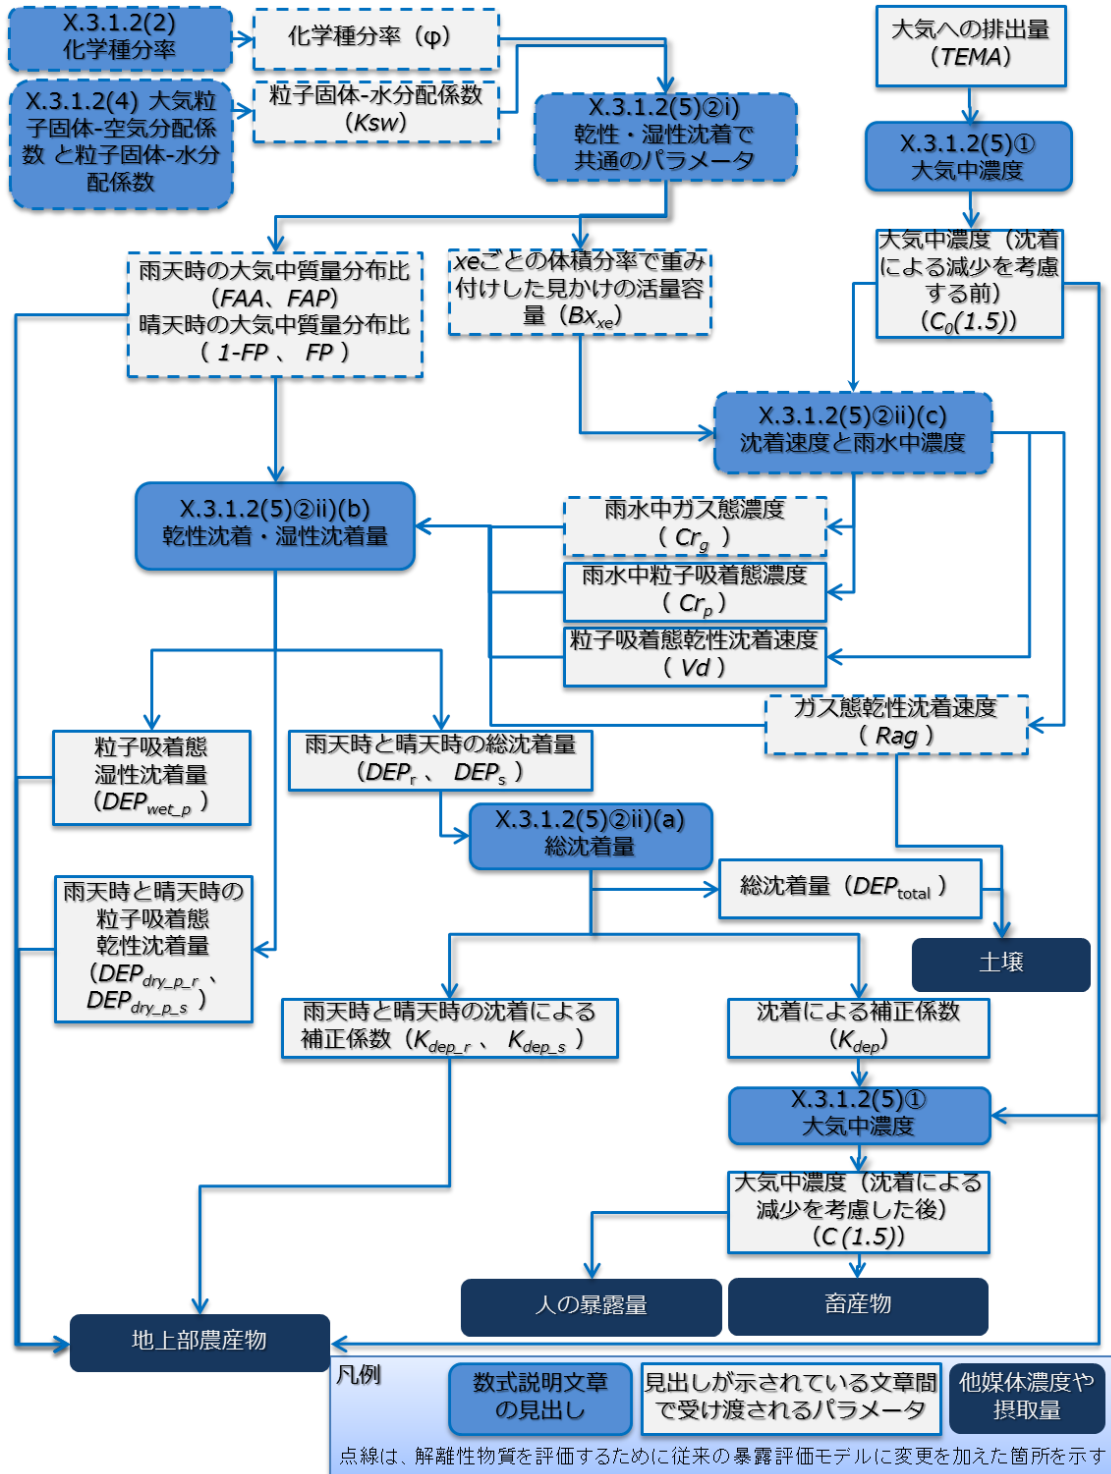 X.3.1.2(2)
化学種分率
化学種分率（φ）
大気への排出量
（TEMA）
X.3.1.2(4) 大気粒
子固体-空気分配係
数 と粒子固体-水分
配係数
粒子固体-水分配係数
（Ksw）
X.3.1.2(5)②i)
乾性・湿性沈着で
共通のパラメータ
X.3.1.2(5)①
大気中濃度
雨天時の大気中質量分布比
（FAA、FAP）
晴天時の大気中質量分布比
（ 1-FP 、 FP ）
xeごとの体積分率で重み
付けした見かけの活量容
量（Bxxe）
大気中濃度（沈着
による減少を考慮
する前）
（C0(1.5)）
X.3.1.2(5)②ii)(c)
沈着速度と雨水中濃度
X.3.1.2(5)②ii)(b)
乾性沈着・湿性沈着量
雨水中ガス態濃度
（ Crg ）
雨水中粒子吸着態濃度
（ Crp ）
粒子吸着態乾性沈着速度
（ Vd ）
ガス態乾性沈着速度
（ Rag ）
粒子吸着態
湿性沈着量
（DEPwet_p ）
雨天時と晴天時の総沈着量
（DEPr 、 DEPs ）
X.3.1.2(5)②ii)(a)
総沈着量
総沈着量（DEPtotal ）
雨天時と晴天時の
粒子吸着態
乾性沈着量
（DEPdry_p_r 、
DEPdry_p_s）
土壌
雨天時と晴天時の沈着による
補正係数（Kdep_r 、 Kdep_s ）
沈着による補正係数
（Kdep）
X.3.1.2(5)①
大気中濃度
大気中濃度（沈着による
減少を考慮した後）
（C (1.5)）
人の暴露量
畜産物
地上部農産物
凡例
数式説明文章
の見出し
見出しが示されている文章間
で受け渡されるパラメータ
他媒体濃度や
摂取量
点線は、解離性物質を評価するために従来の暴露評価モデルに変更を加えた箇所を示す